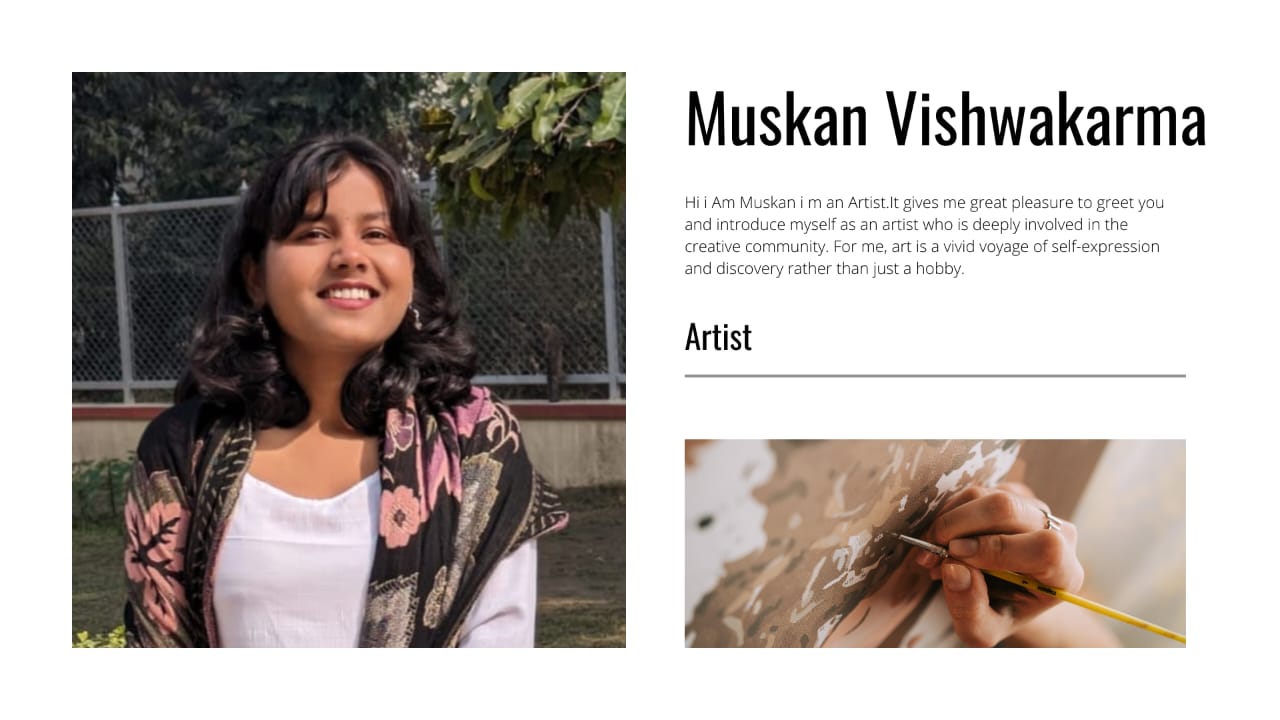 Muskan Vishwakarma
Hi i Am Muskan i m an Artist.It gives me great pleasure to greet you
and introduce myself as an artist who is deeply involved in the
creative community. For me, art is a vivid voyage of self-expression
and discovery rather than just a hobby.
Artist